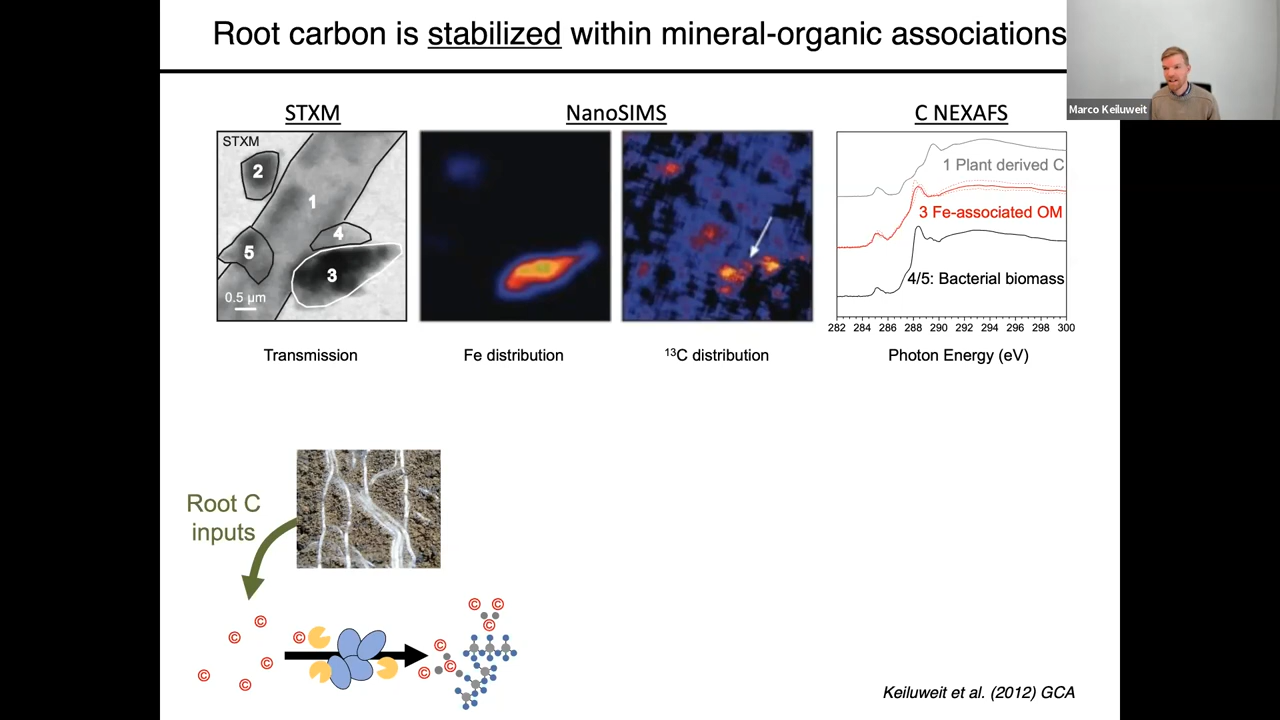 Root carbon is stabilized within mineral-organic associations
Marco Keiluweit
STXM
NanoSIMS
C NEXAFS
STXM
2
1
4
5
3
0.5 µm
1 Plant derived C
3 Fe-associated OM
4/5: Bacterial biomass
282 284 286 288 290 292 294 296 298 300
Transmission
Fe distribution
¹³C distribution
Photon Energy (eV)
Root C
inputs
C C
C
C
C C C
C C C
C
C
Keiluweit et al. (2012) GCA